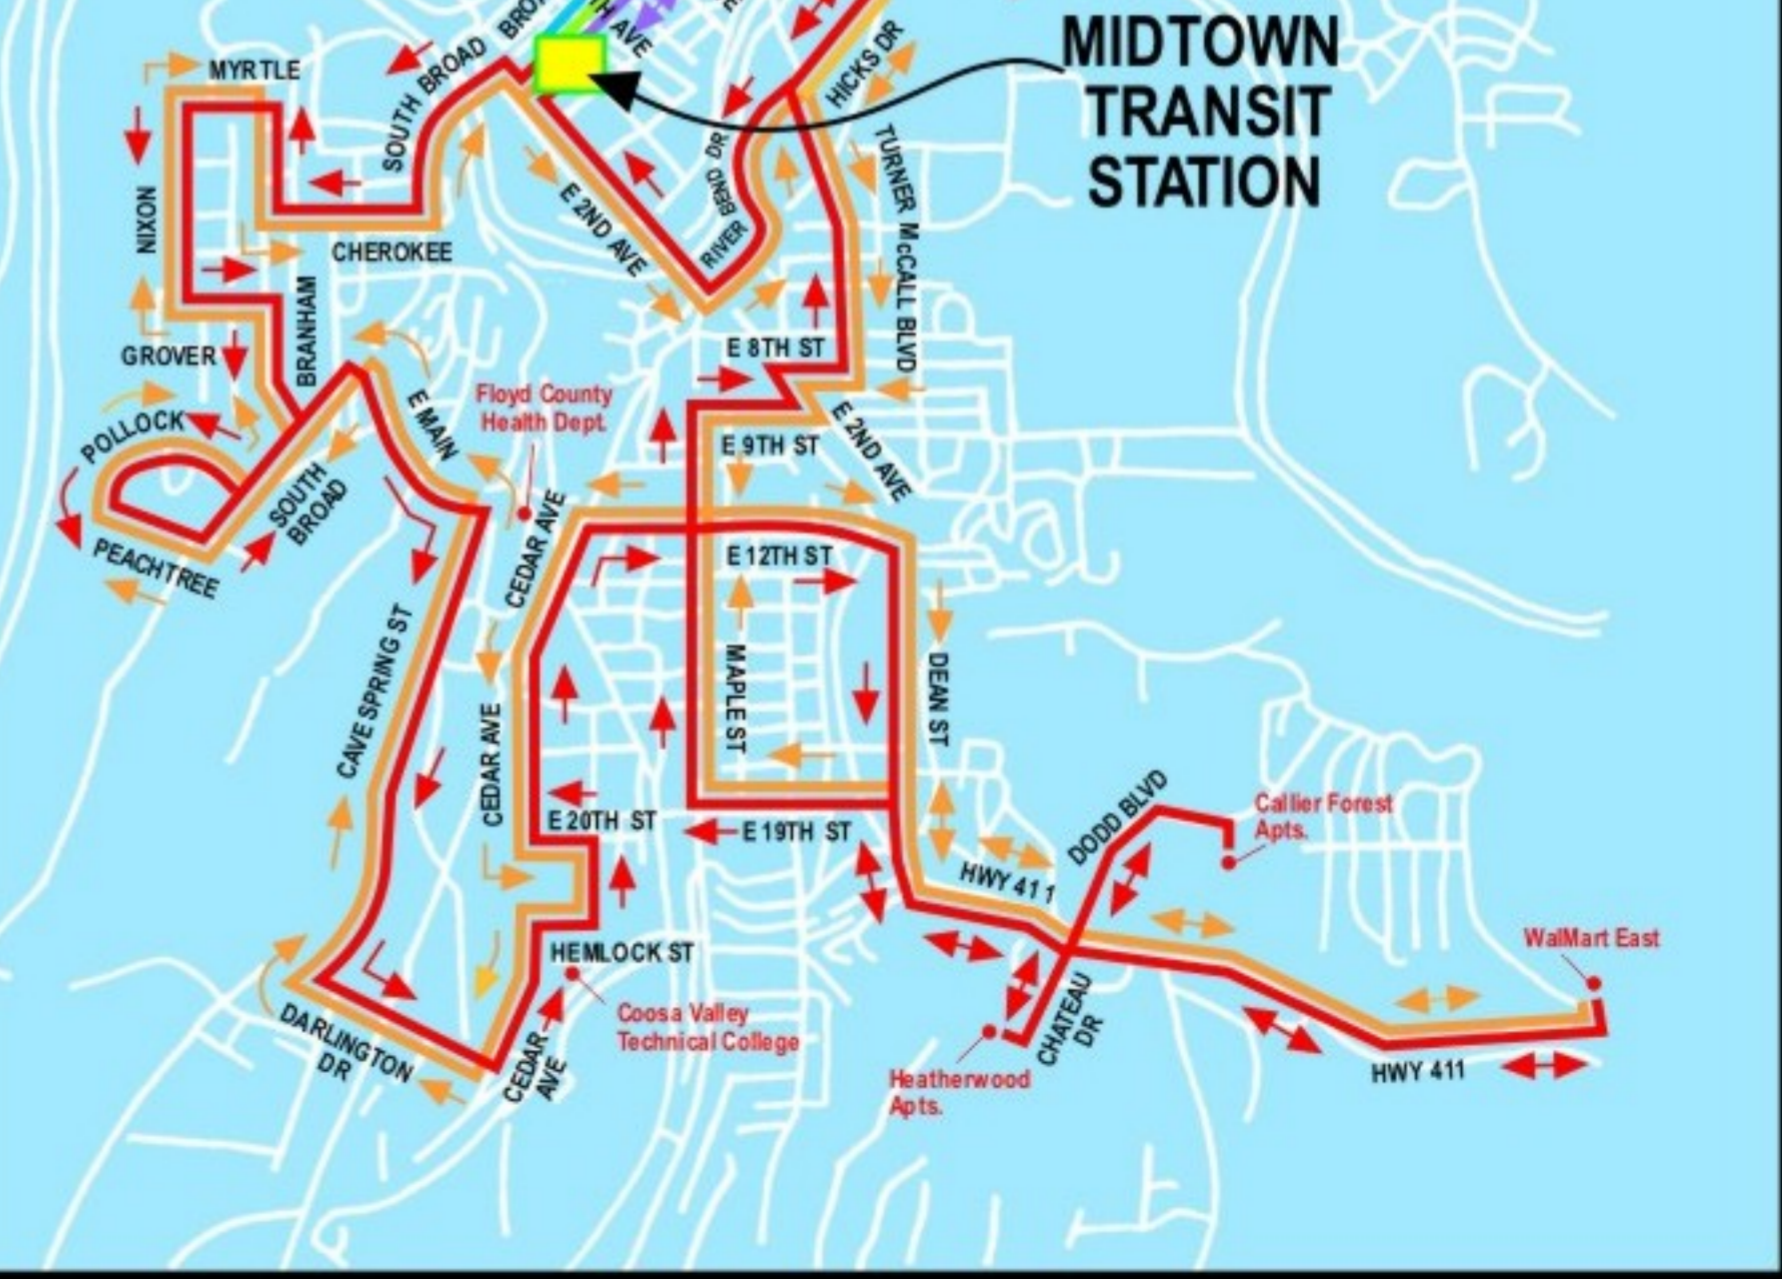 MIDTOWN
TRANSIT
STATION
TH AVE
HICKS DR
SOUTH BROAD
MYRTLE
NIXON
CHEROKEE
E 2ND AVE
RIVER BEND DR
TURNER McCALL BLVD
BRANHAM
GROVER
POLLOCK
PEACHTREE
SOUTH
BROAD
E MAIN
Floyd County
Health Dept.
E 8TH ST
E 9TH ST
E 2ND AVE
CEDAR AVE
E 12TH ST
CAVE SPRING ST
CEDAR AVE
MAPLE ST
DEAN ST
E 20TH ST
E 19TH ST
HWY 411
DODD BLVD
Callier Forest
Apts.
HEMLOCK ST
Coosa Valley
Technical College
DARLINGTON
DR
CEDAR
AVE
CHATEAU
DR
Heatherwood
Apts.
WalMart East
HWY 411